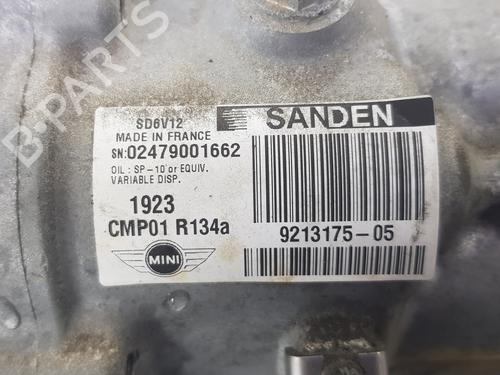 B-PARTS
SD6V12
SANDEN
MADE IN FRANCE
SN:02479001662
OIL : SP-10 or EQUIV.
VARIABLE DISP.
1923
CMP01 R134a
9213175-05
MINI